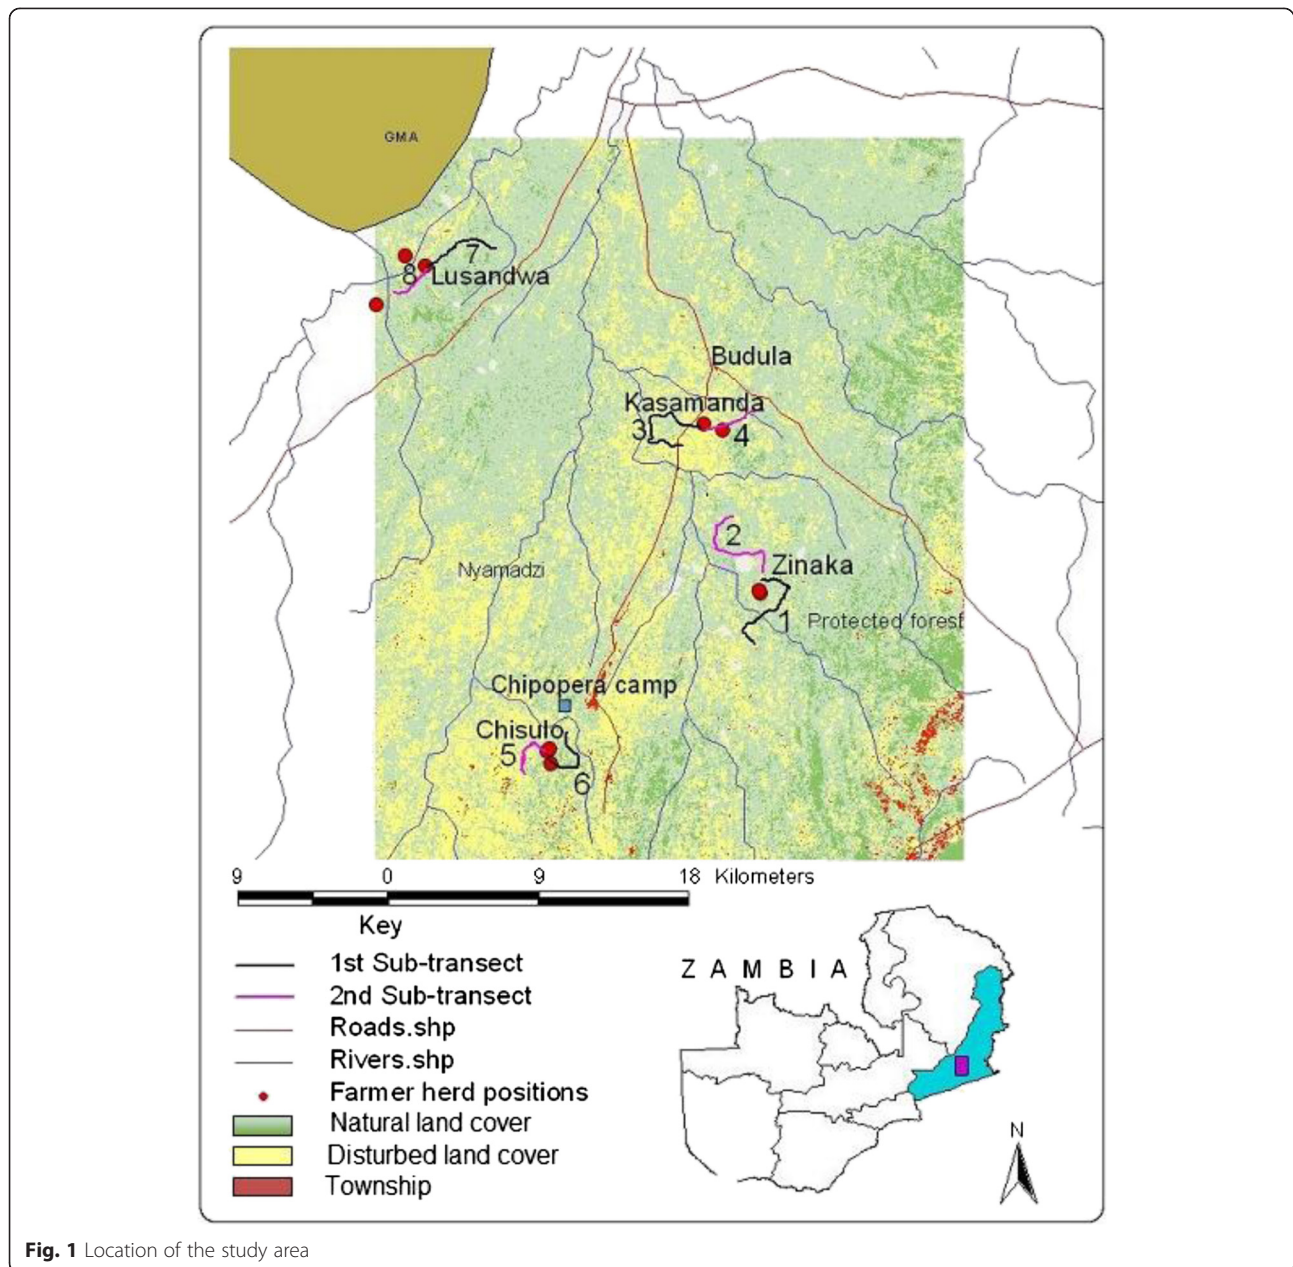 GMA
7
8 Lusandwa
Budula
Kasamanda
3
4
2
Zinaka
Nyamadzi
1
Protected forest
Chipopera camp
Chisulo
5
6
9 0 9 18 Kilometers
Key
1st Sub-transect
2nd Sub-transect
Roads.shp
Rivers.shp
Farmer herd positions
Natural land cover
Disturbed land cover
Township
ZAMBIA
N
Fig. 1 Location of the study area